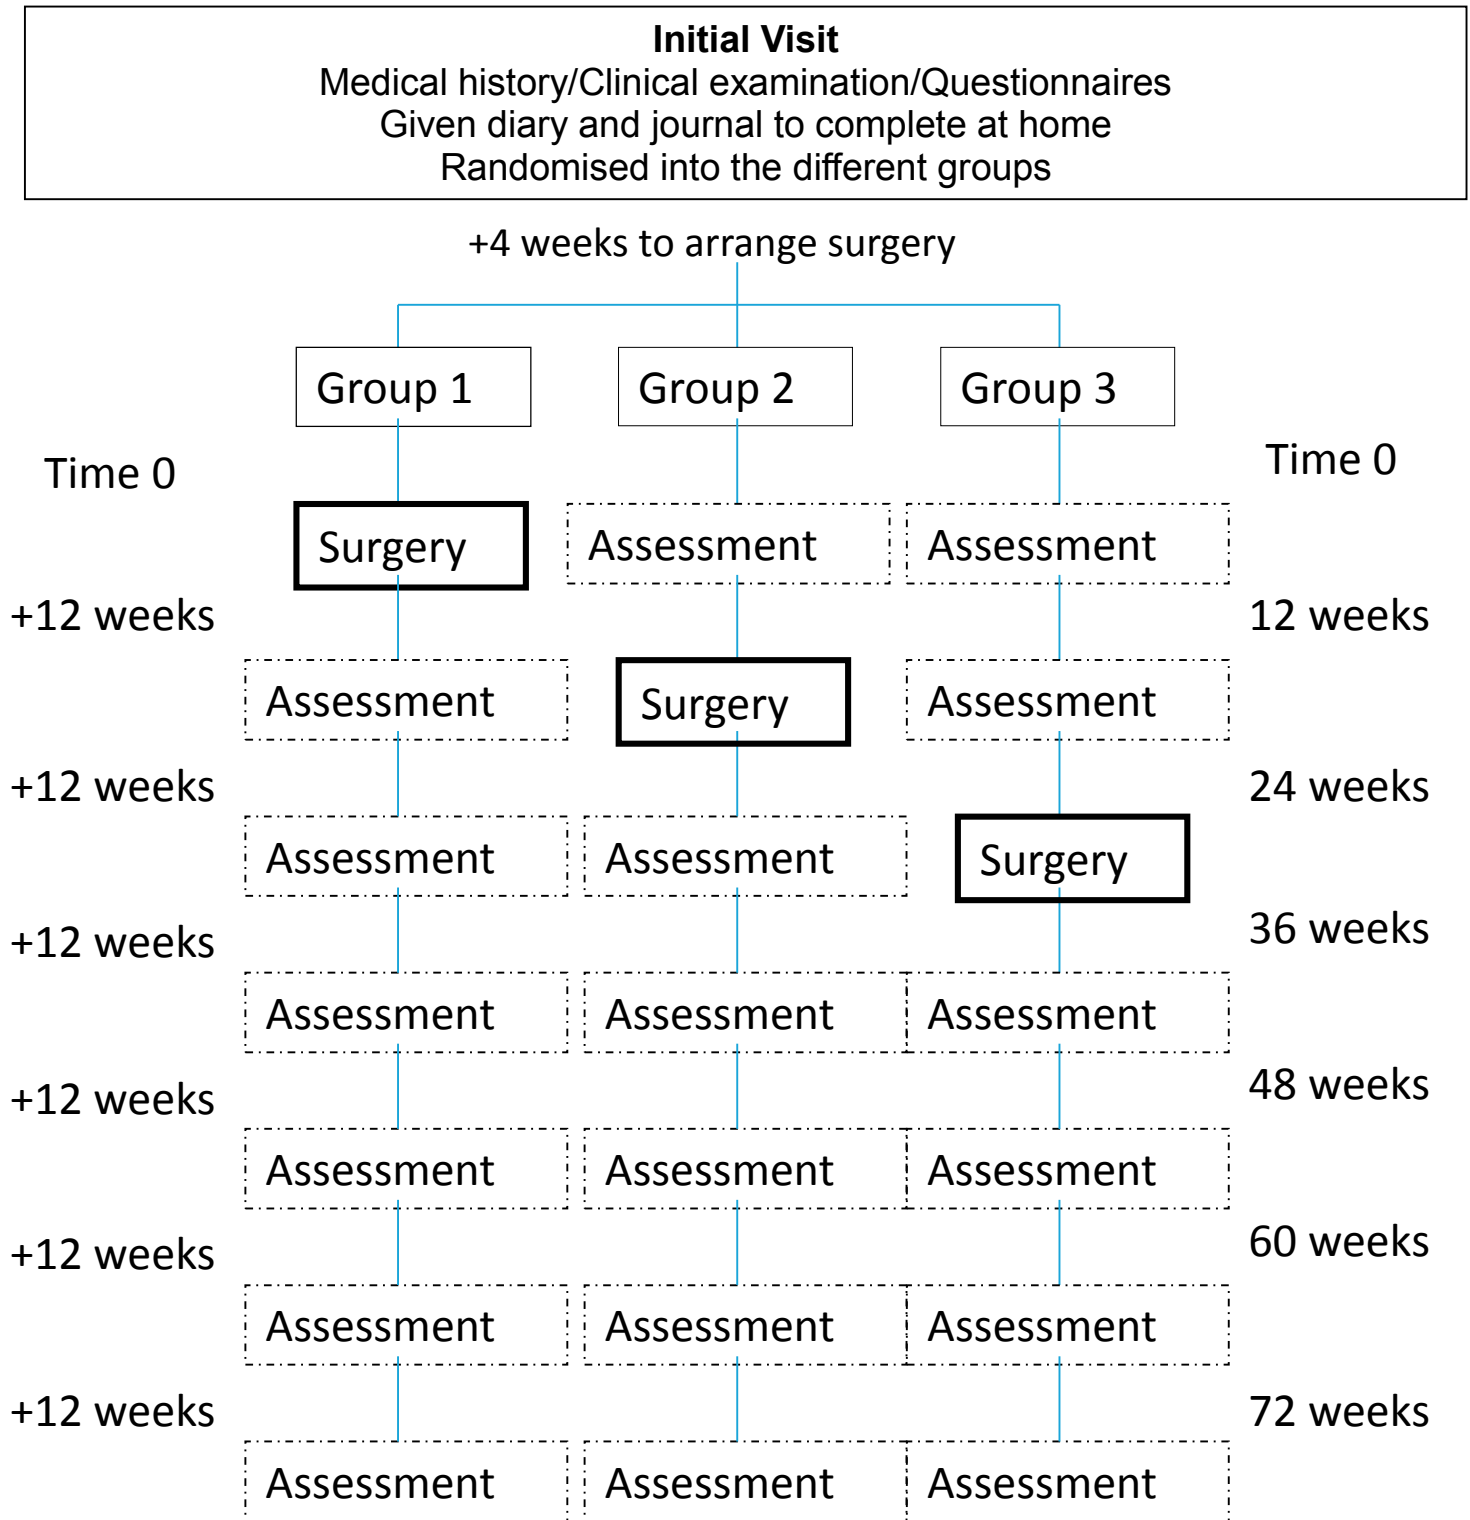 Initial Visit
Medical history/Clinical examination/Questionnaires
Given diary and journal to complete at home
Randomised into the different groups
+4 weeks to arrange surgery
Group 1
Group 2
Group 3
Time 0
Time 0
Surgery
Assessment
Assessment
+12 weeks
12 weeks
Assessment
Surgery
Assessment
+12 weeks
24 weeks
Assessment
Assessment
Surgery
+12 weeks
36 weeks
Assessment
Assessment
Assessment
+12 weeks
48 weeks
Assessment
Assessment
Assessment
+12 weeks
60 weeks
Assessment
Assessment
Assessment
+12 weeks
72 weeks
Assessment
Assessment
Assessment